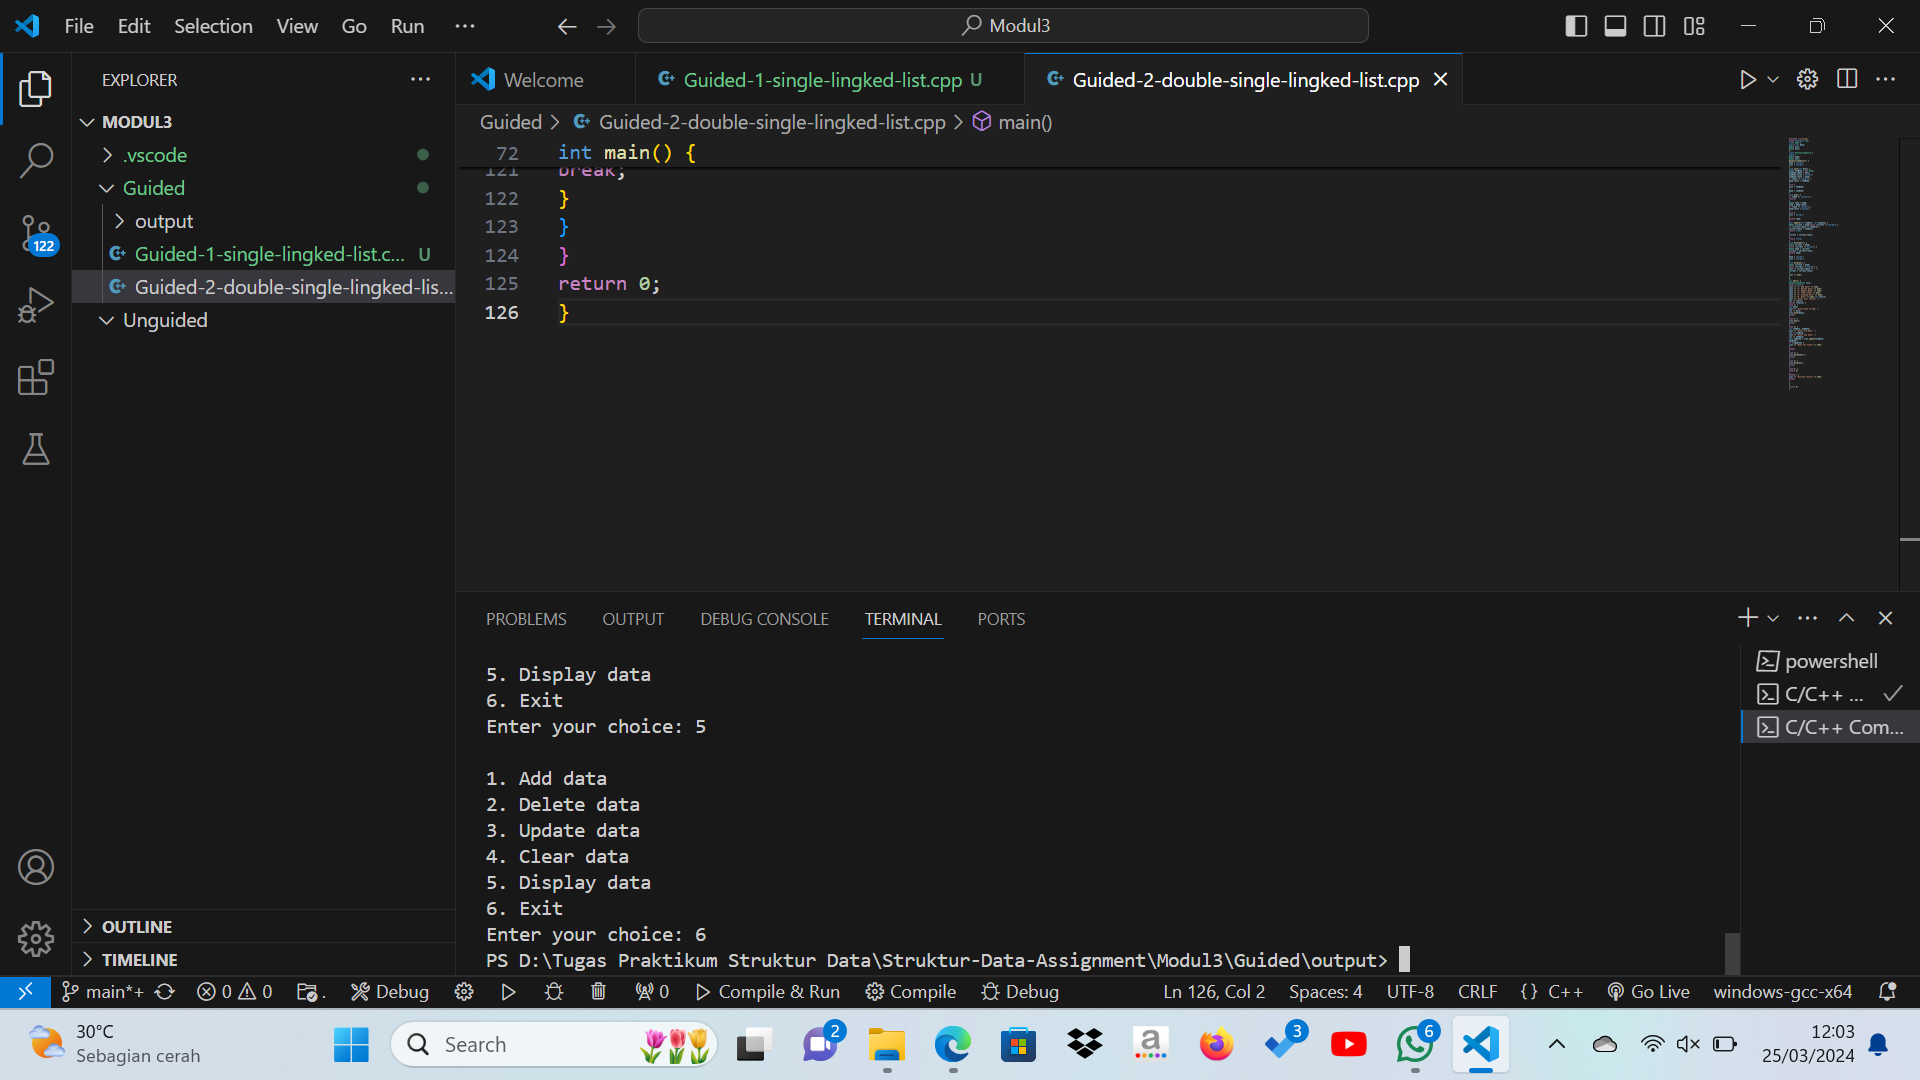 File Edit Selection View Go Run ···
Modul3
EXPLORER
MODUL3
.vscode
Guided
output
Guided-1-single-lingked-list.c... U
Guided-2-double-single-lingked-lis...
Unguided
OUTLINE
TIMELINE
122
Welcome
Guided-1-single-lingked-list.cpp U
Guided-2-double-single-lingked-list.cpp
Guided > Guided-2-double-single-lingked-list.cpp > main()
72 int main() {
121 break;
122 }
123 }
124 }
125 return 0;
126 }
PROBLEMS OUTPUT DEBUG CONSOLE TERMINAL PORTS
5. Display data
6. Exit
Enter your choice: 5
1. Add data
2. Delete data
3. Update data
4. Clear data
5. Display data
6. Exit
Enter your choice: 6
PS D:\Tugas Praktikum Struktur Data\Struktur-Data-Assignment\Modul3\Guided\output>
powershell
C/C++ ...
C/C++ Com...
main*+ 0 0 . Debug 0 Compile & Run Compile Debug Ln 126, Col 2 Spaces: 4 UTF-8 CRLF {} C++ Go Live windows-gcc-x64
30°C
Sebagian cerah
Search
2
a
3
6
12:03
25/03/2024